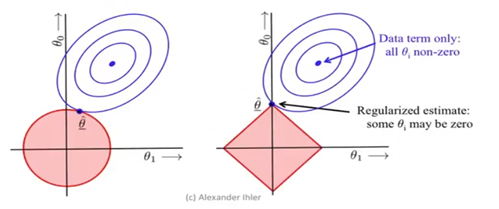 θ₀ ⟶
θ₀ ⟶
Data term only:
all θᵢ non-zero
θ̂
θ̂
Regularized estimate:
some θᵢ may be zero
θ₁ ⟶
θ₁ ⟶
(c) Alexander Ihler